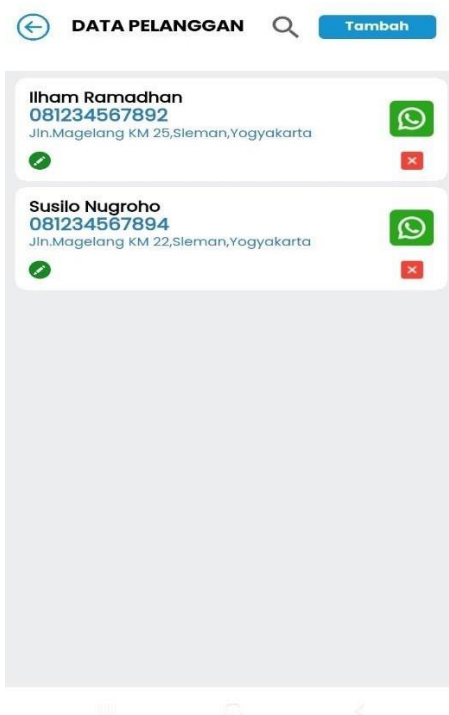 DATA PELANGGAN
Tambah
Ilham Ramadhan
081234567892
Jln.Magelang KM 25,Sleman,Yogyakarta
Susilo Nugroho
081234567894
Jln.Magelang KM 22,Sleman,Yogyakarta